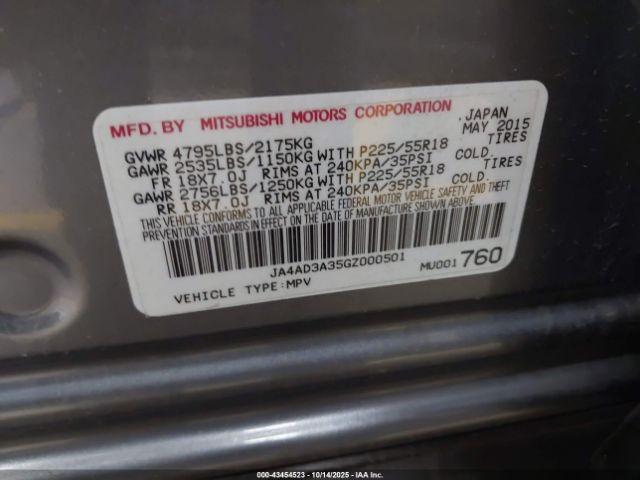 MFD. BY MITSUBISHI MOTORS CORPORATION , JAPAN
MAY 2015
GVWR 4795LBS/2175KG
GAWR 2535LBS/1150KG WITH P225/55R18 TIRES
FR 18X7.0J RIMS AT 240KPA/35PSI COLD.
GAWR 2756LBS/1250KG WITH P225/55R18 TIRES
RR 18X7.0J RIMS AT 240KPA/35PSI COLD.
THIS VEHICLE CONFORMS TO ALL APPLICABLE FEDERAL MOTOR VEHICLE SAFETY AND THEFT
PREVENTION STANDARDS IN EFFECT ON THE DATE OF MANUFACTURE SHOWN ABOVE.
JA4AD3A35GZ000501
VEHICLE TYPE:MPV MU001 760
000-43454523 - 10/14/2025 - IAAI.com